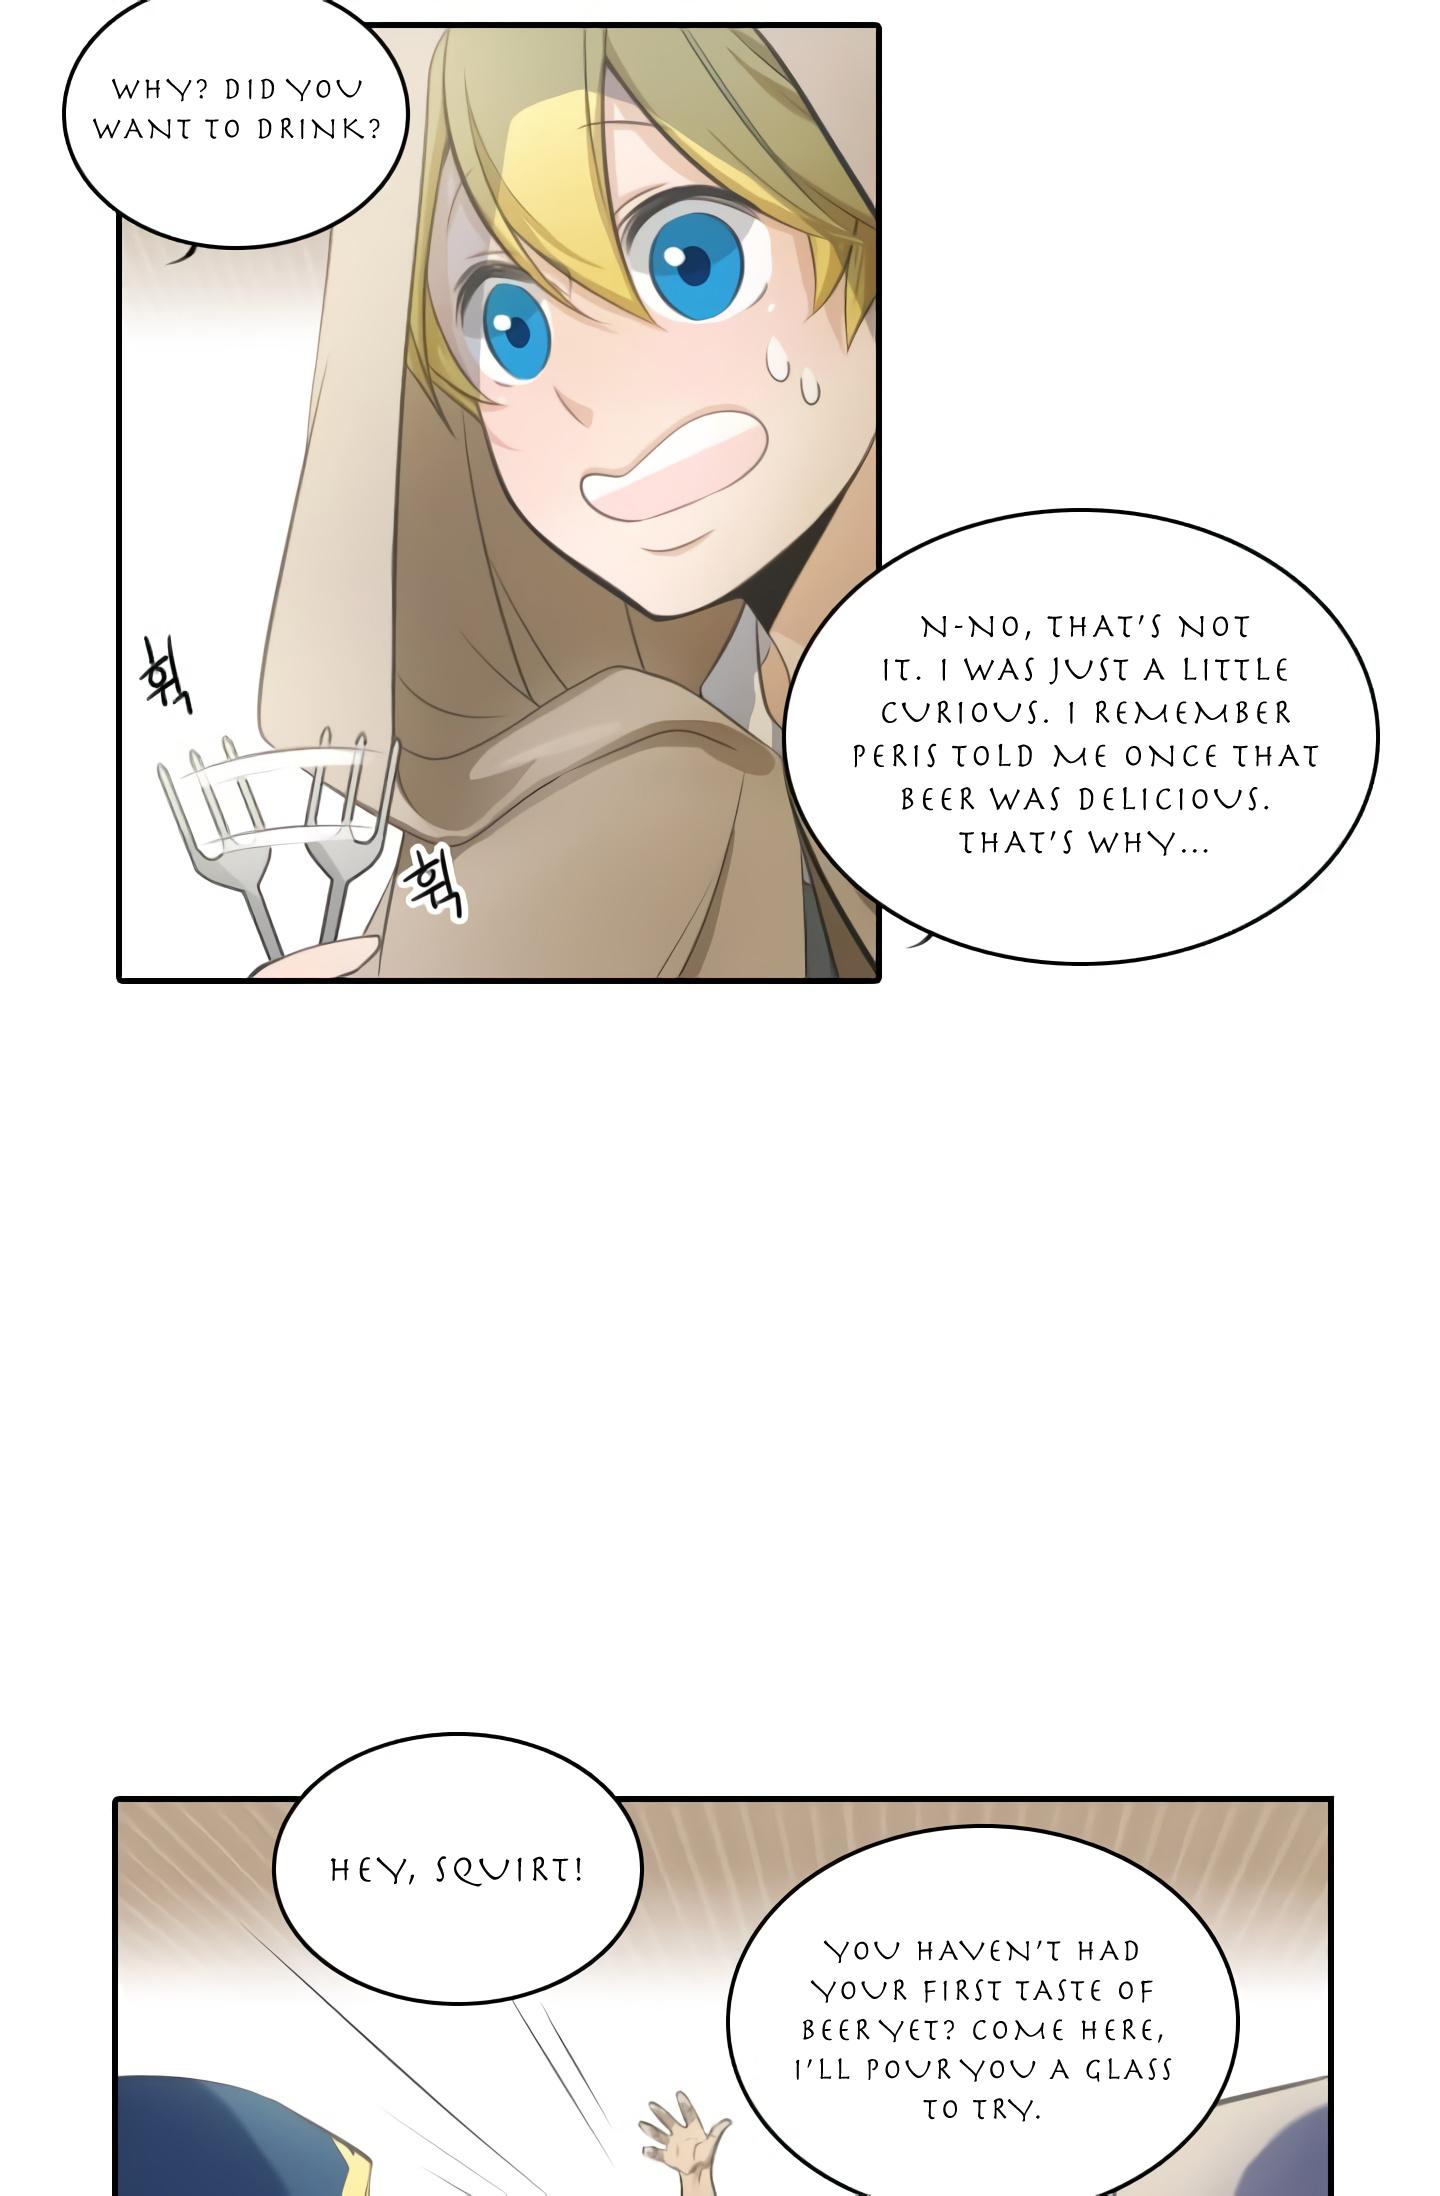 WHY? DID YOU
WANT TO DRINK?
N-NO, THAT'S NOT
IT. I WAS JUST A LITTLE
CURIOUS. I REMEMBER
PERIS TOLD ME ONCE THAT
BEER WAS DELICIOUS.
THAT'S WHY...
휙
휙
HEY, SQUIRT!
YOU HAVEN'T HAD
YOUR FIRST TASTE OF
BEER YET? COME HERE,
I'LL POUR YOU A GLASS
TO TRY.